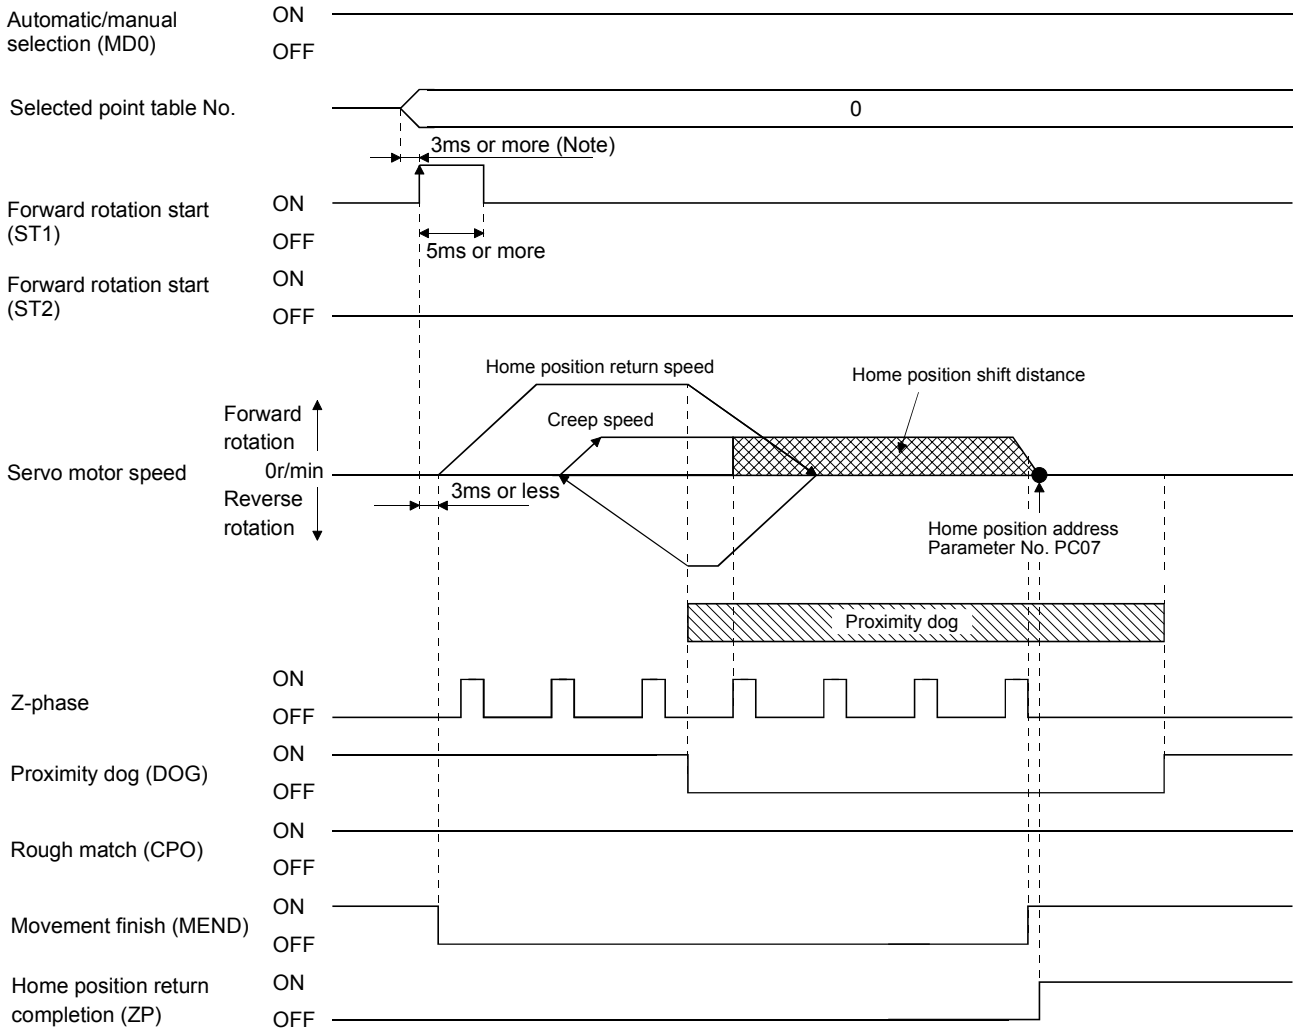 Automatic/manual
selection (MD0)
ON
OFF
Selected point table No.
0
3ms or more (Note)
Forward rotation start
(ST1)
ON
OFF
5ms or more
Forward rotation start
(ST2)
ON
OFF
Home position return speed
Home position shift distance
Creep speed
Forward
rotation
Servo motor speed
0r/min
Reverse
rotation
3ms or less
Home position address
Parameter No. PC07
Proximity dog
Z-phase
ON
OFF
Proximity dog (DOG)
ON
OFF
Rough match (CPO)
ON
OFF
Movement finish (MEND)
ON
OFF
Home position return
completion (ZP)
ON
OFF